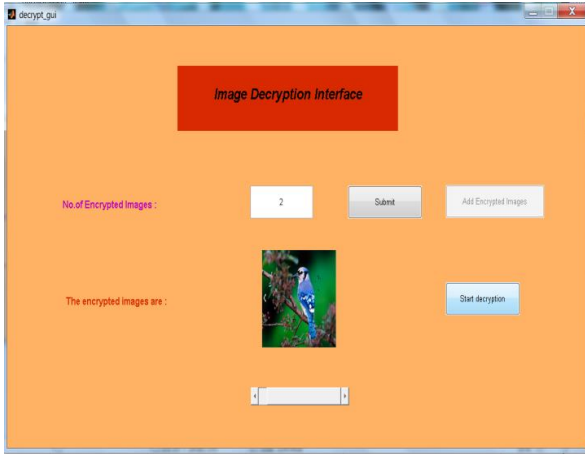 decrypt_gui
Image Decryption Interface
No.of Encrypted Images :
2
Submit
Add Encrypted Images
The encrypted images are :
Start decryption